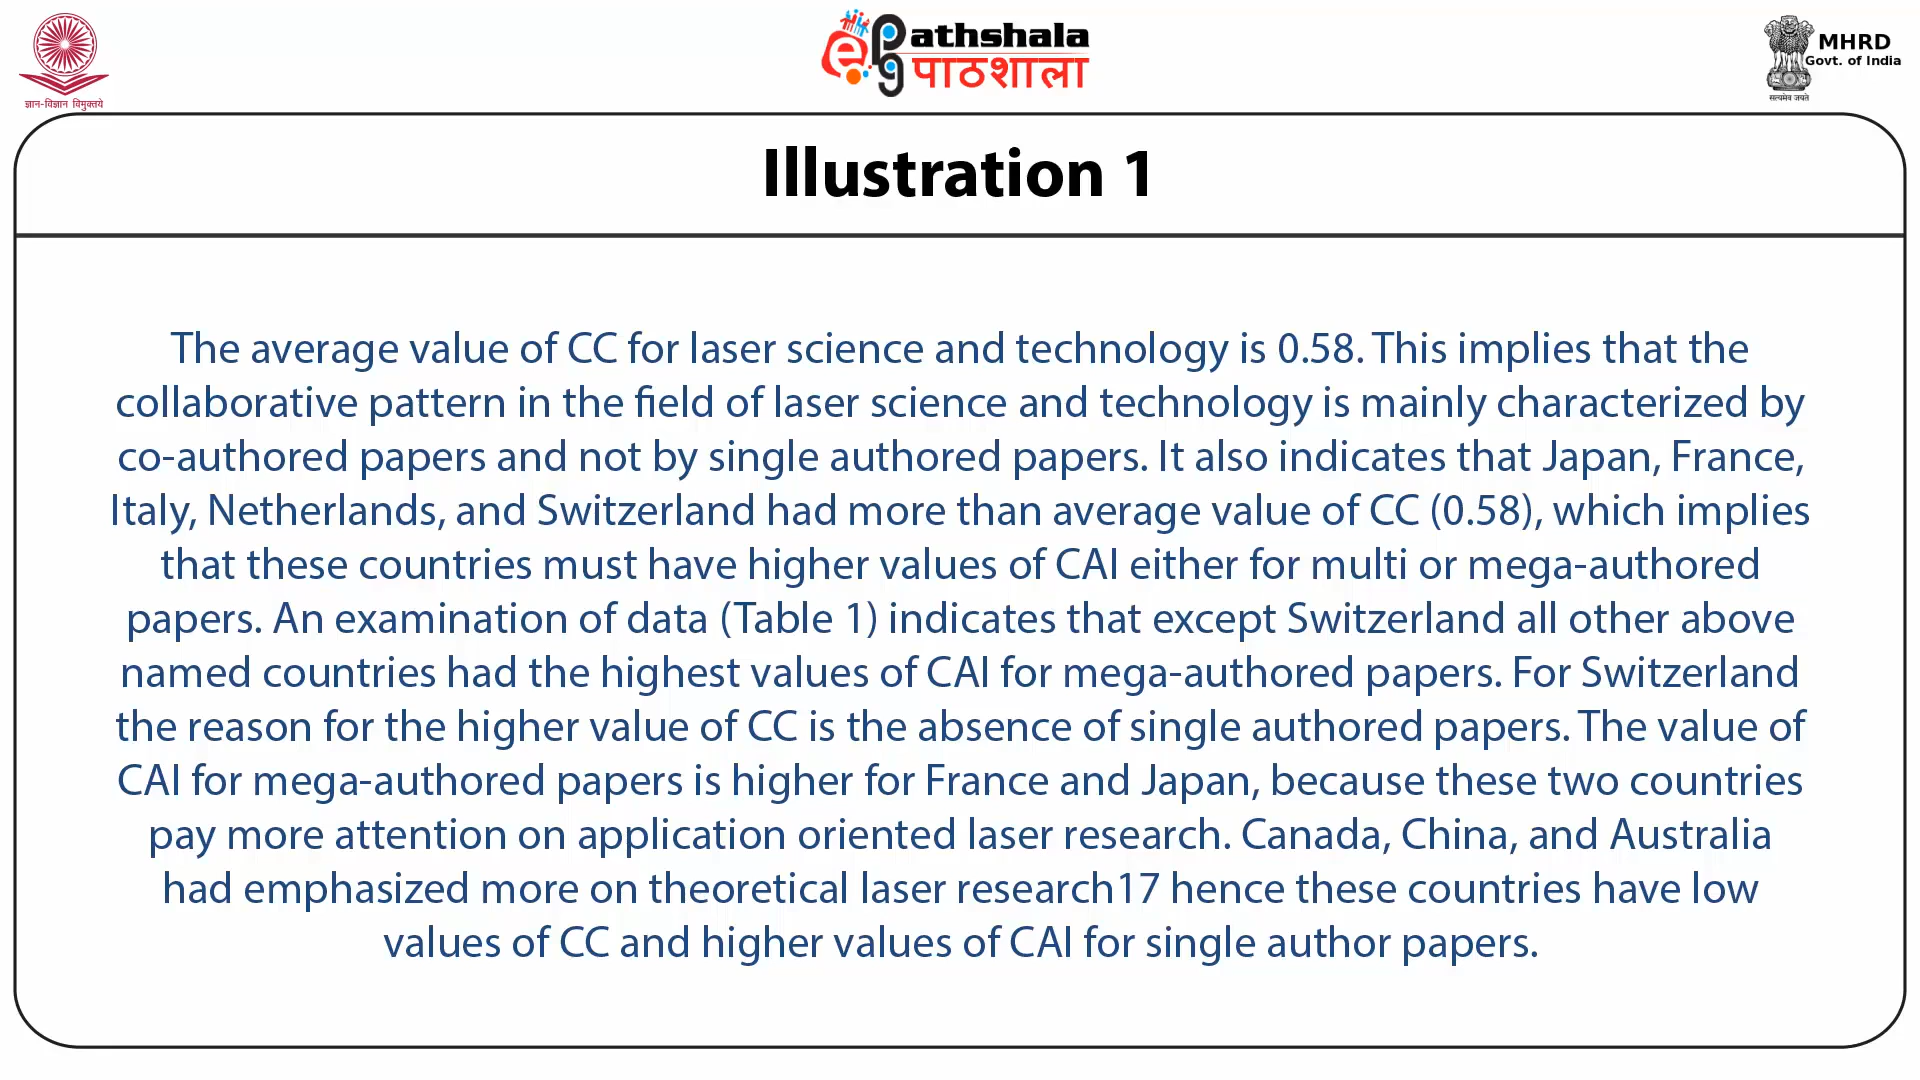 ज्ञान-विज्ञान विमुक्तये
ePathshala
पाठशाला
MHRD
Govt. of India
सत्यमेव जयते
Illustration 1
The average value of CC for laser science and technology is 0.58. This implies that the
collaborative pattern in the field of laser science and technology is mainly characterized by
co-authored papers and not by single authored papers. It also indicates that Japan, France,
Italy, Netherlands, and Switzerland had more than average value of CC (0.58), which implies
that these countries must have higher values of CAI either for multi or mega-authored
papers. An examination of data (Table 1) indicates that except Switzerland all other above
named countries had the highest values of CAI for mega-authored papers. For Switzerland
the reason for the higher value of CC is the absence of single authored papers. The value of
CAI for mega-authored papers is higher for France and Japan, because these two countries
pay more attention on application oriented laser research. Canada, China, and Australia
had emphasized more on theoretical laser research17 hence these countries have low
values of CC and higher values of CAI for single author papers.